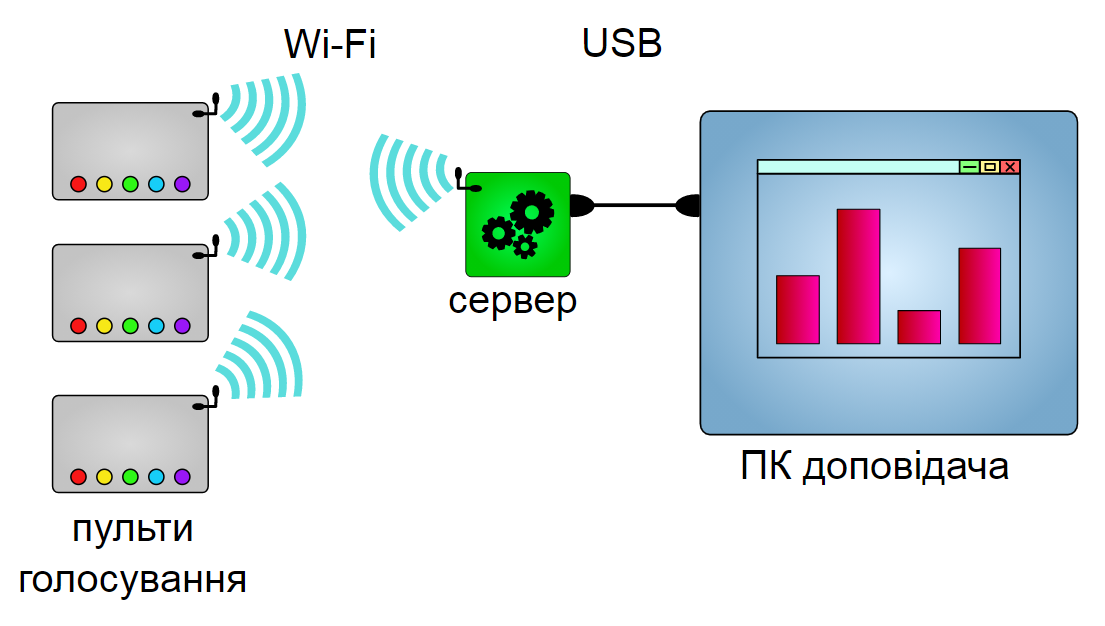 Wi-Fi
USB
сервер
ПК доповідача
пульти
голосування